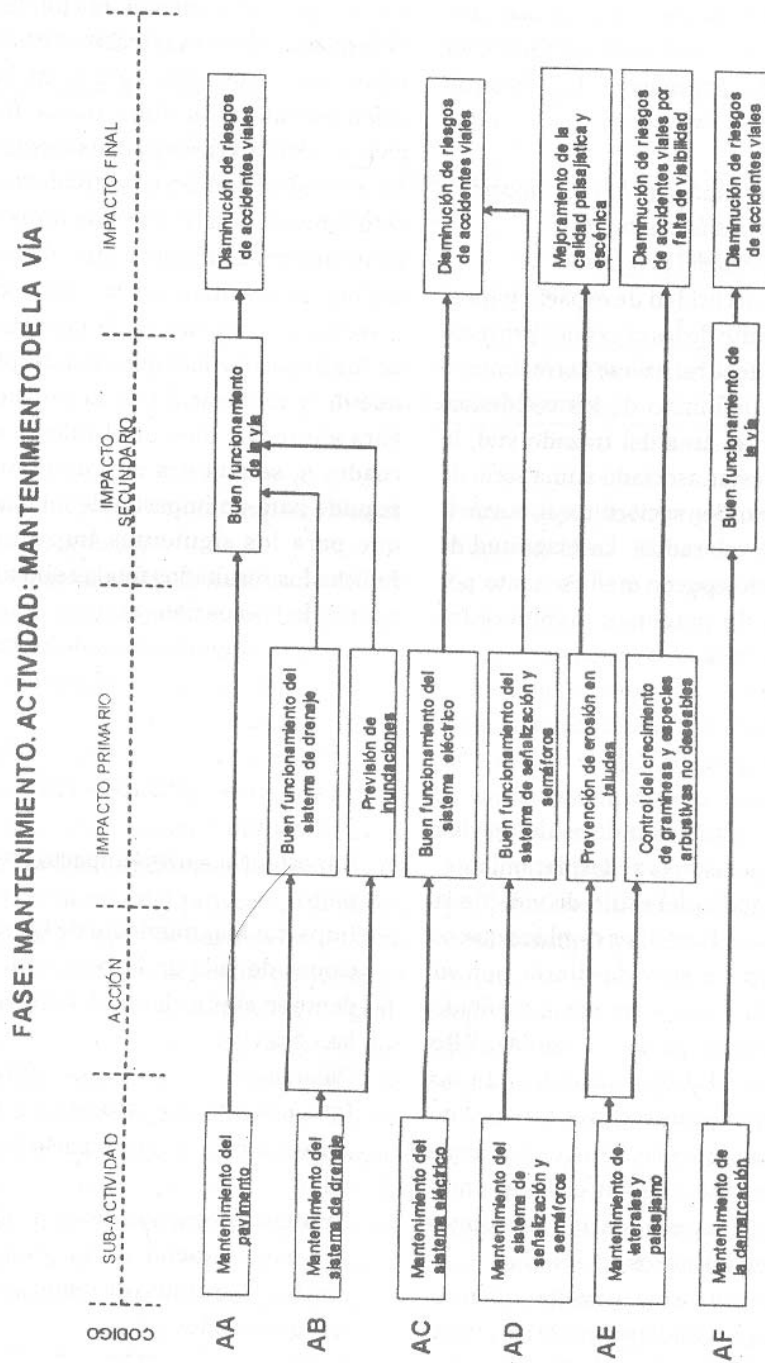 FASE: MANTENIMIENTO. ACTIVIDAD: MANTENIMIENTO DE LA VÍA
CODIGO
SUB-ACTIVIDAD
ACCIÓN
IMPACTO PRIMARIO
IMPACTO
SECUNDARIO
IMPACTO FINAL
AA
Mantenimiento del
pavimento
Buen funcionamiento
de la vía
Disminución de riesgos
de accidentes viales
AB
Mantenimiento del
sistema de drenaje
Buen funcionamiento del
sistema de drenaje
Previsión de
inundaciones
AC
Mantenimiento del
sistema eléctrico
Buen funcionamiento del
sistema eléctrico
Disminución de riesgos
de accidentes viales
AD
Mantenimiento del
sistema de
señalización y
semáforos
Buen funcionamiento del
sistema de señalización y
semáforos
AE
Mantenimiento de
laterales y
paisajismo
Prevención de erosión en
taludes
Mejoramiento de la
calidad paisajística y
escénica
Control del crecimiento
de gramíneas y especies
arbustivas no deseables
Disminución de riesgos
de accidentes viales por
falta de visibilidad
AF
Mantenimiento de
la demarcación
Buen funcionamiento de
la vía
Disminución de riesgos
de accidentes viales